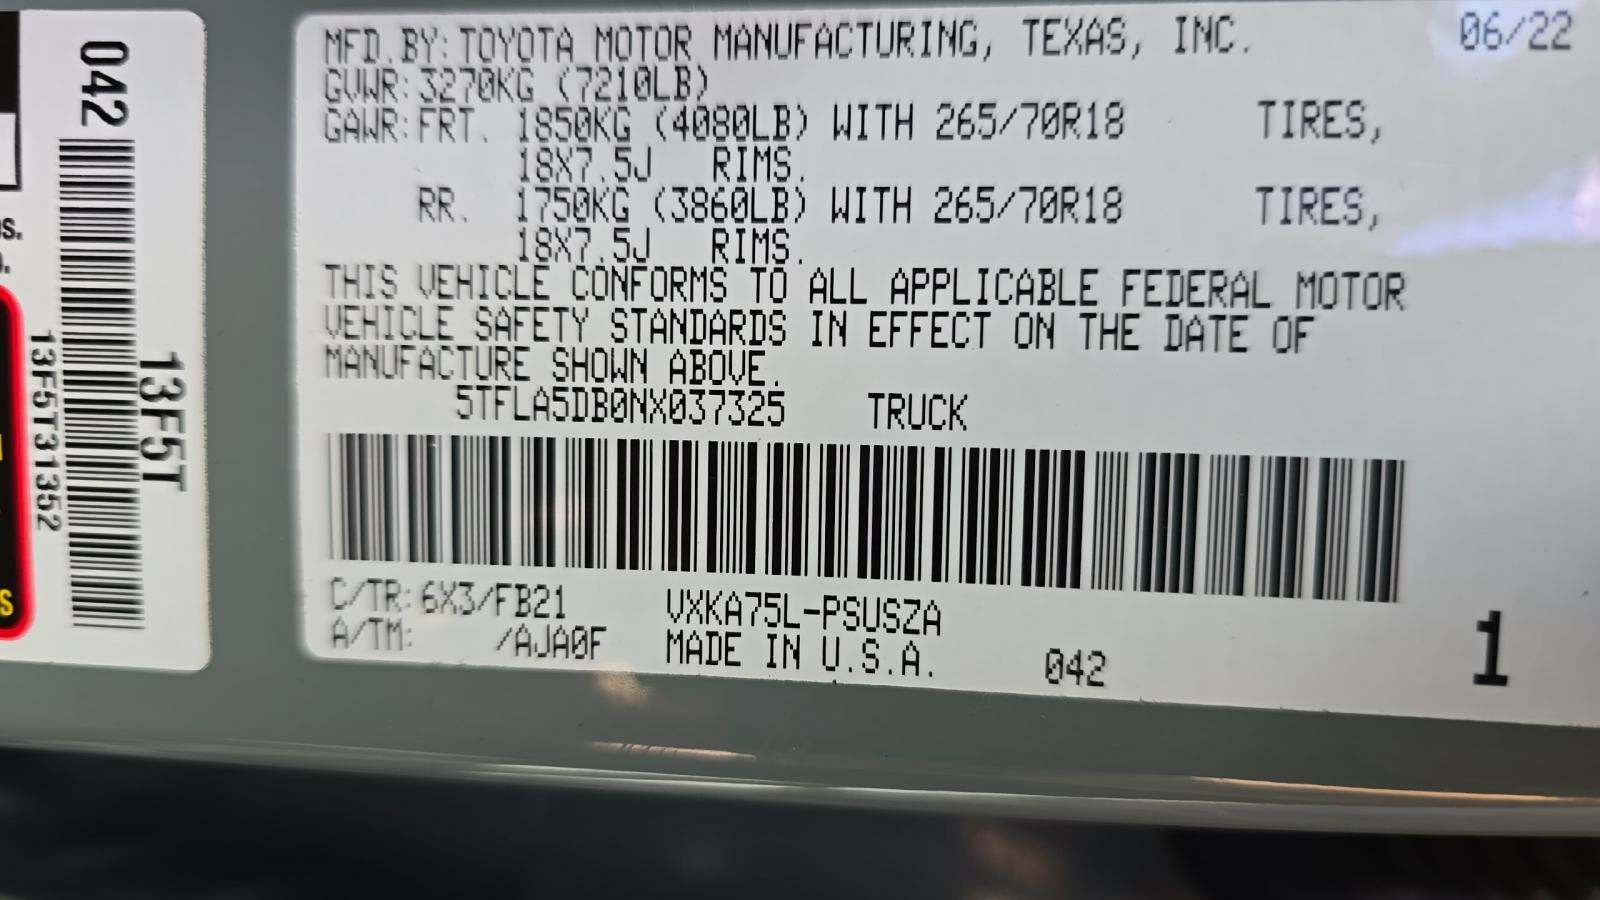 042
13F5T
13F5T31352
s.
S
MFD.BY:TOYOTA MOTOR MANUFACTURING, TEXAS, INC. 06/22
GVWR:3270KG (7210LB)
GAWR:FRT. 1850KG (4080LB) WITH 265/70R18 TIRES,
18X7.5J RIMS.
RR. 1750KG (3860LB) WITH 265/70R18 TIRES,
18X7.5J RIMS.
THIS VEHICLE CONFORMS TO ALL APPLICABLE FEDERAL MOTOR
VEHICLE SAFETY STANDARDS IN EFFECT ON THE DATE OF
MANUFACTURE SHOWN ABOVE.
5TFLA5DB0NX037325 TRUCK
C/TR:6X3/FB21 VXKA75L-PSUSZA
A/TM: /AJA0F MADE IN U.S.A. 042 1